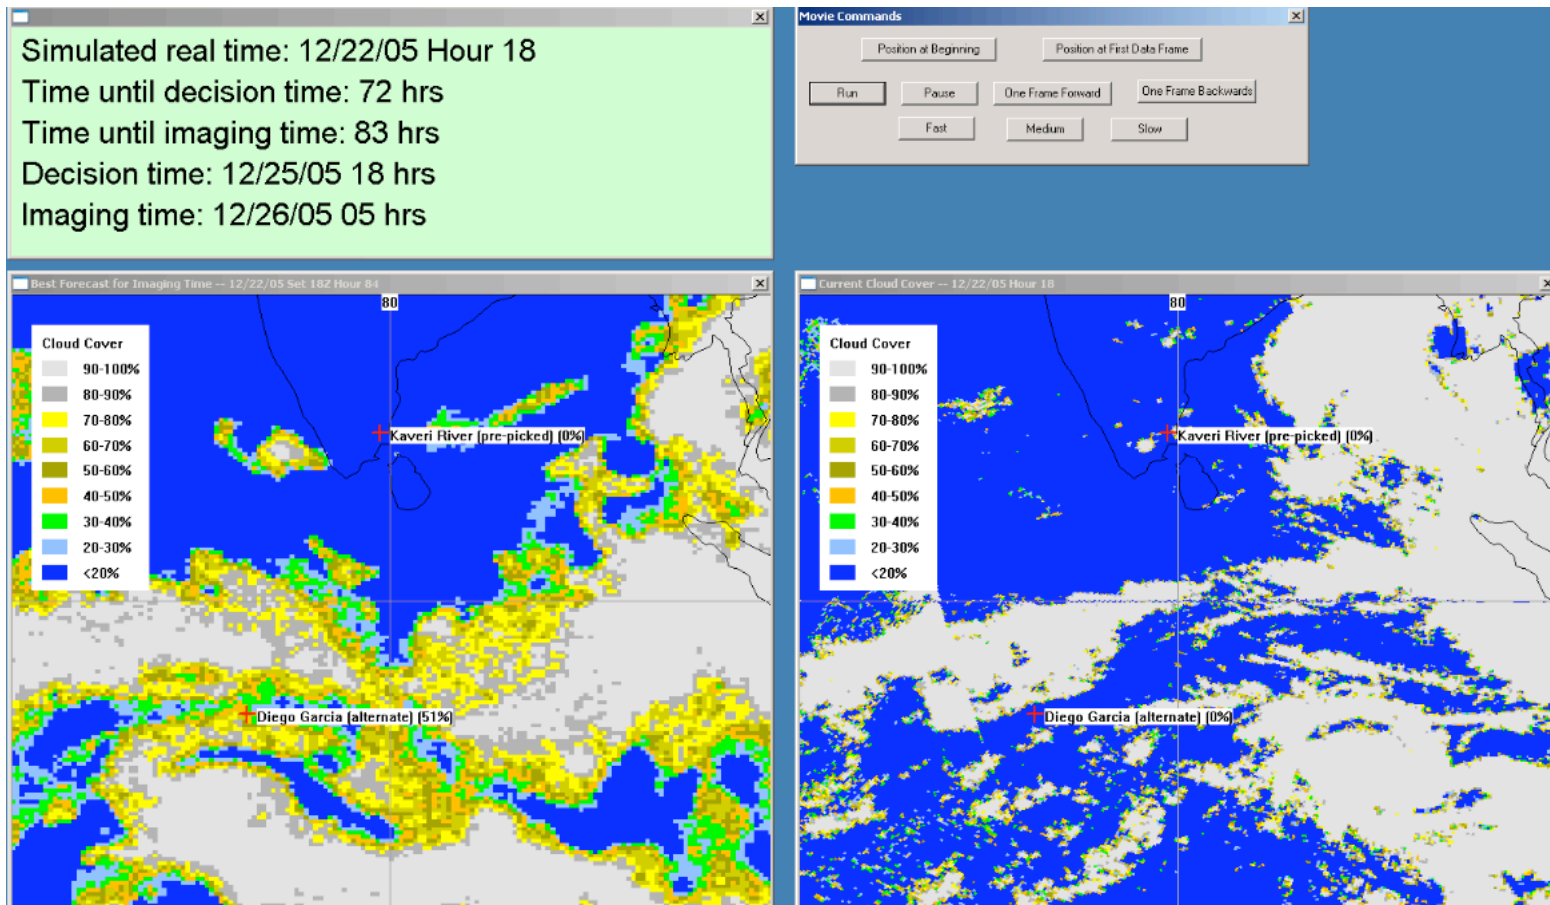 Simulated real time: 12/22/05 Hour 18
Time until decision time: 72 hrs
Time until imaging time: 83 hrs
Decision time: 12/25/05 18 hrs
Imaging time: 12/26/05 05 hrs
Movie Commands
Position at Beginning
Position at First Data Frame
Run
Pause
One Frame Forward
One Frame Backwards
Fast
Medium
Slow
Best Forecast for Imaging Time -- 12/22/05 Set 18Z Hour 84
80
Cloud Cover
90-100%
80-90%
70-80%
60-70%
50-60%
40-50%
30-40%
20-30%
<20%
Kaveri River (pre-picked) (0%)
Diego Garcia (alternate) (51%)
Current Cloud Cover -- 12/22/05 Hour 18
80
Cloud Cover
90-100%
80-90%
70-80%
60-70%
50-60%
40-50%
30-40%
20-30%
<20%
Kaveri River (pre-picked) (0%)
Diego Garcia (alternate) (0%)